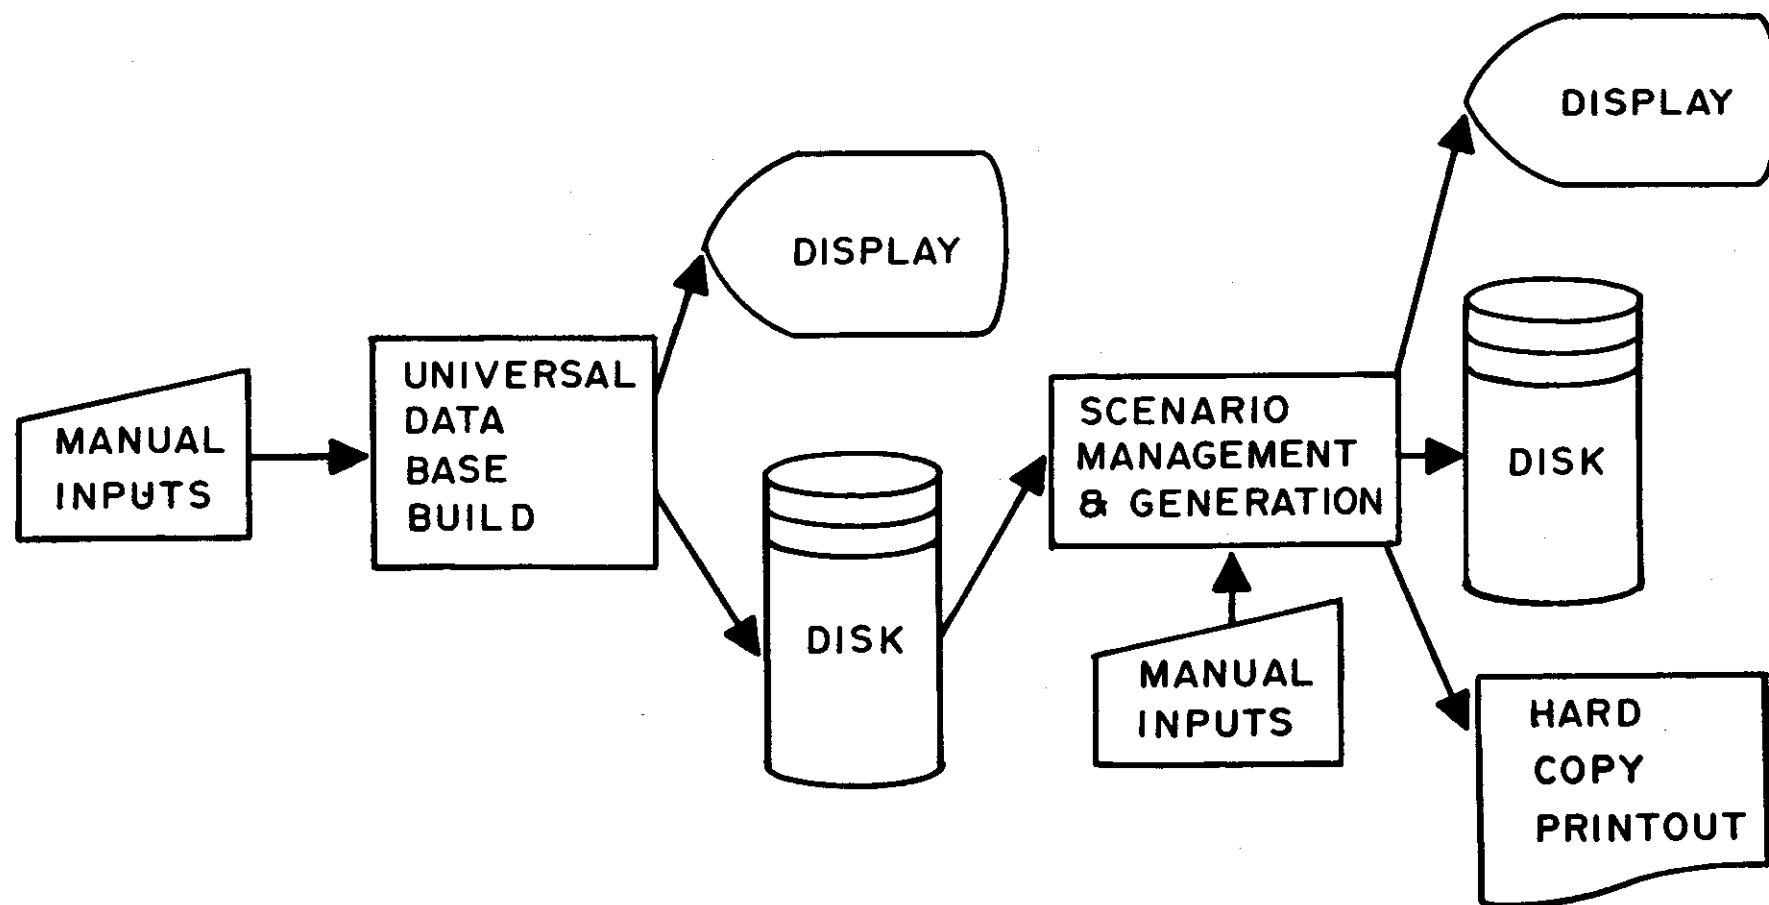 MANUAL
INPUTS
UNIVERSAL
DATA
BASE
BUILD
DISPLAY
DISK
SCENARIO
MANAGEMENT
& GENERATION
MANUAL
INPUTS
DISPLAY
DISK
HARD
COPY
PRINTOUT